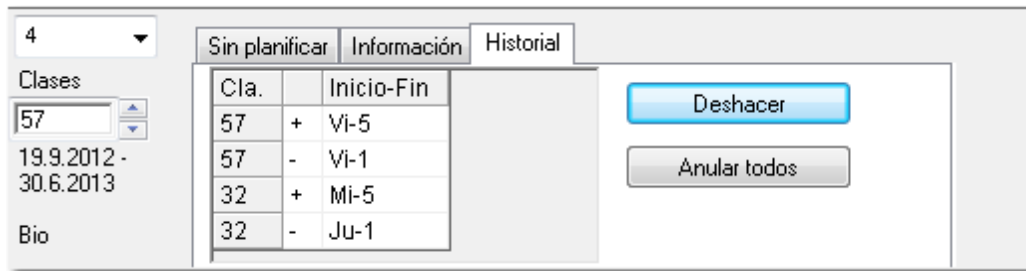 4
Clases
57
19.9.2012 -
30.6.2013
Bio
Sin planificar Información Historial
Cla. Inicio-Fin
57 + Vi-5
57 - Vi-1
32 + Mi-5
32 - Ju-1
Deshacer
Anular todos